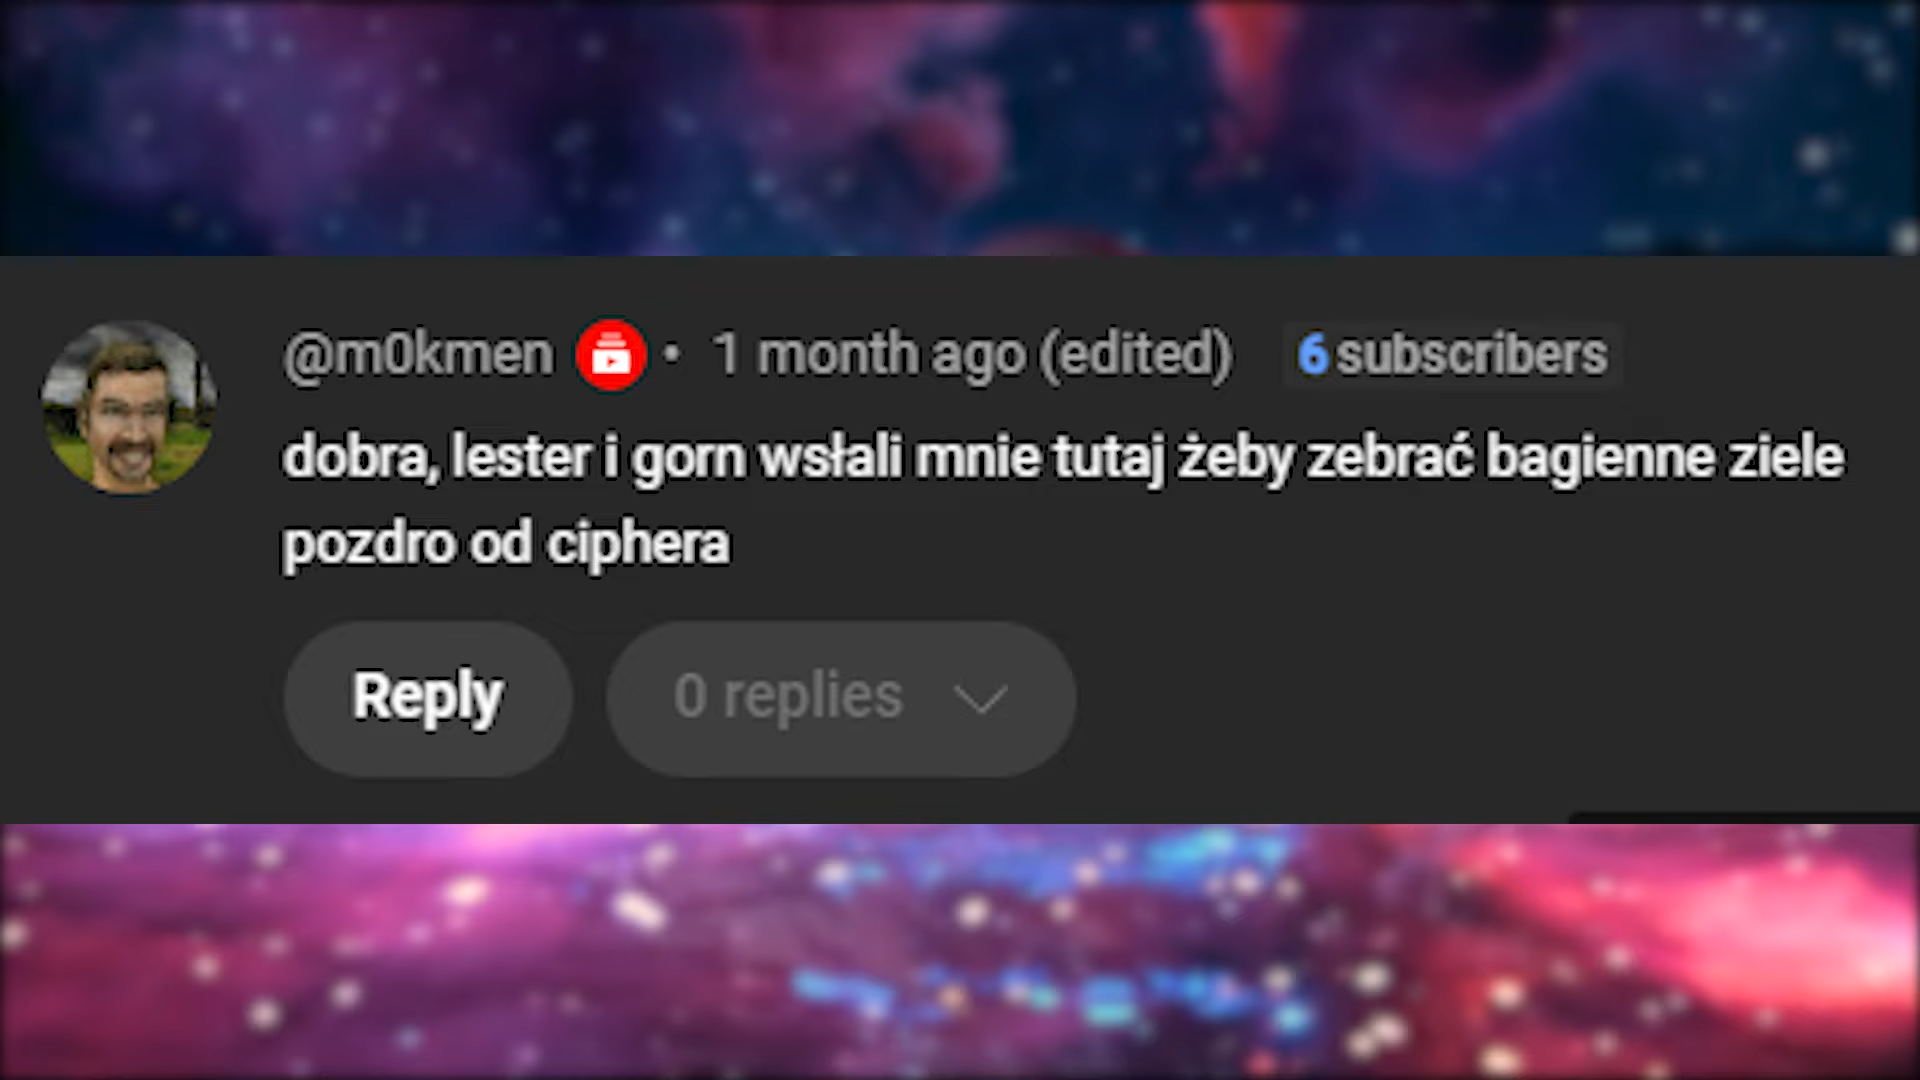 @m0kmen • 1 month ago (edited) 6 subscribers
dobra, lester i gorn wsłali mnie tutaj żeby zebrać bagienne ziele
pozdro od ciphera
Reply 0 replies